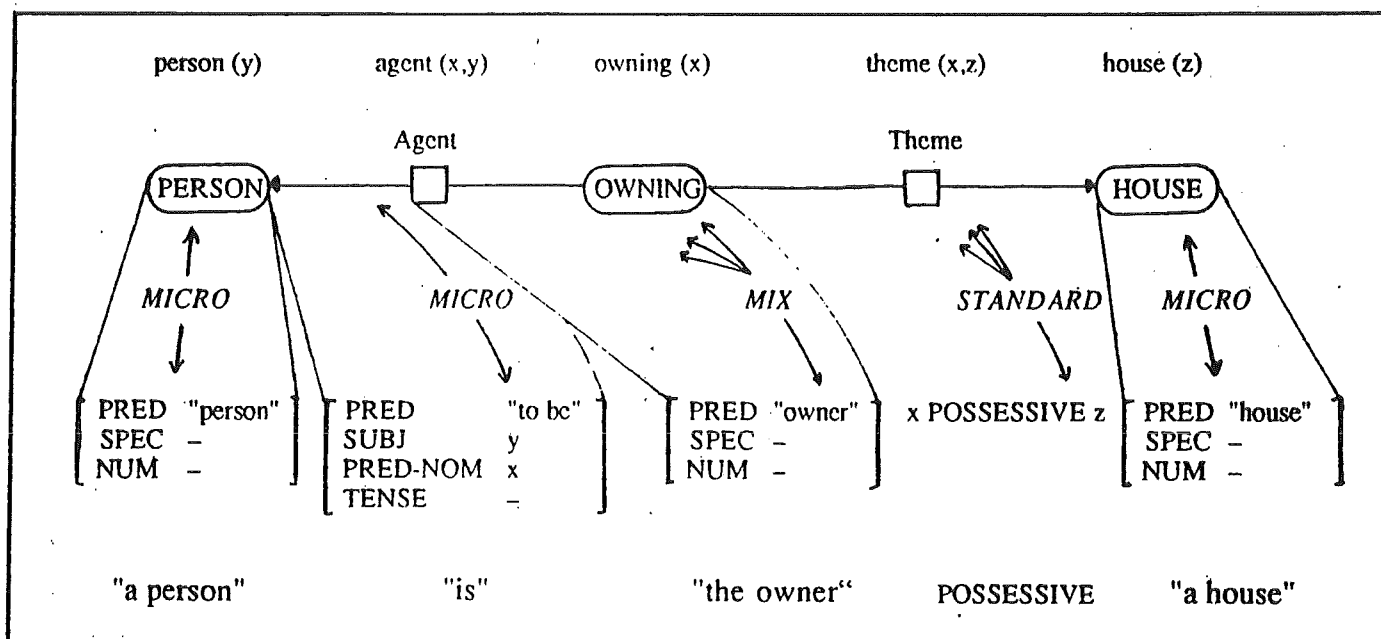 person (y) agent (x,y) owning (x) theme (x,z) house (z)
Agent Theme
PERSON OWNING HOUSE
MICRO MICRO MIX STANDARD MICRO
PRED "person" PRED "to be" PRED "owner" x POSSESSIVE z PRED "house"
SPEC – SUBJ y SPEC – SPEC –
NUM – PRED-NOM x NUM – NUM –
TENSE –
"a person" "is" "the owner“ POSSESSIVE "a house"